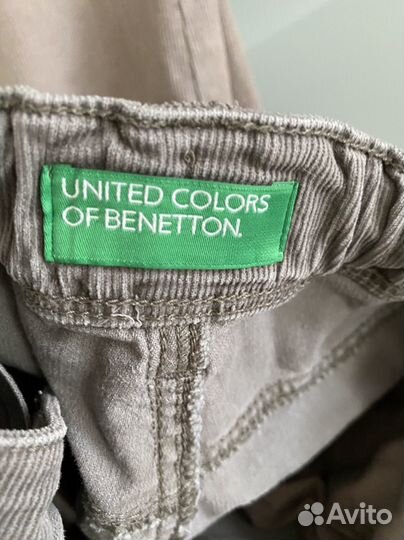 UNITED COLORS
OF BENETTON.
Avito